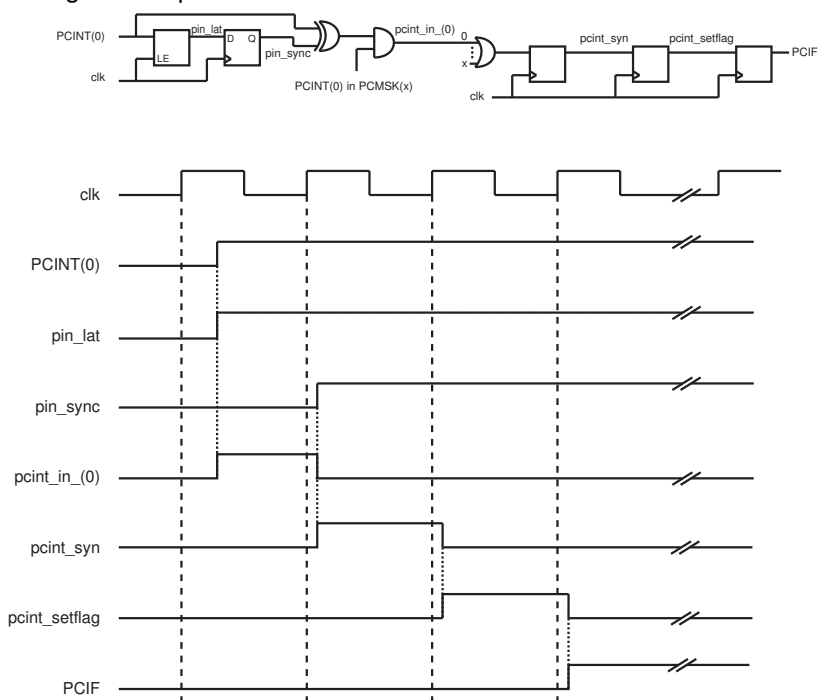 PCINT(0)
LE
pin_lat
D Q
pin_sync
clk
PCINT(0) in PCMSK(x)
pcint_in_(0)
0
x
clk
pcint_syn
pcint_setflag
PCIF
clk
PCINT(0)
pin_lat
pin_sync
pcint_in_(0)
pcint_syn
pcint_setflag
PCIF